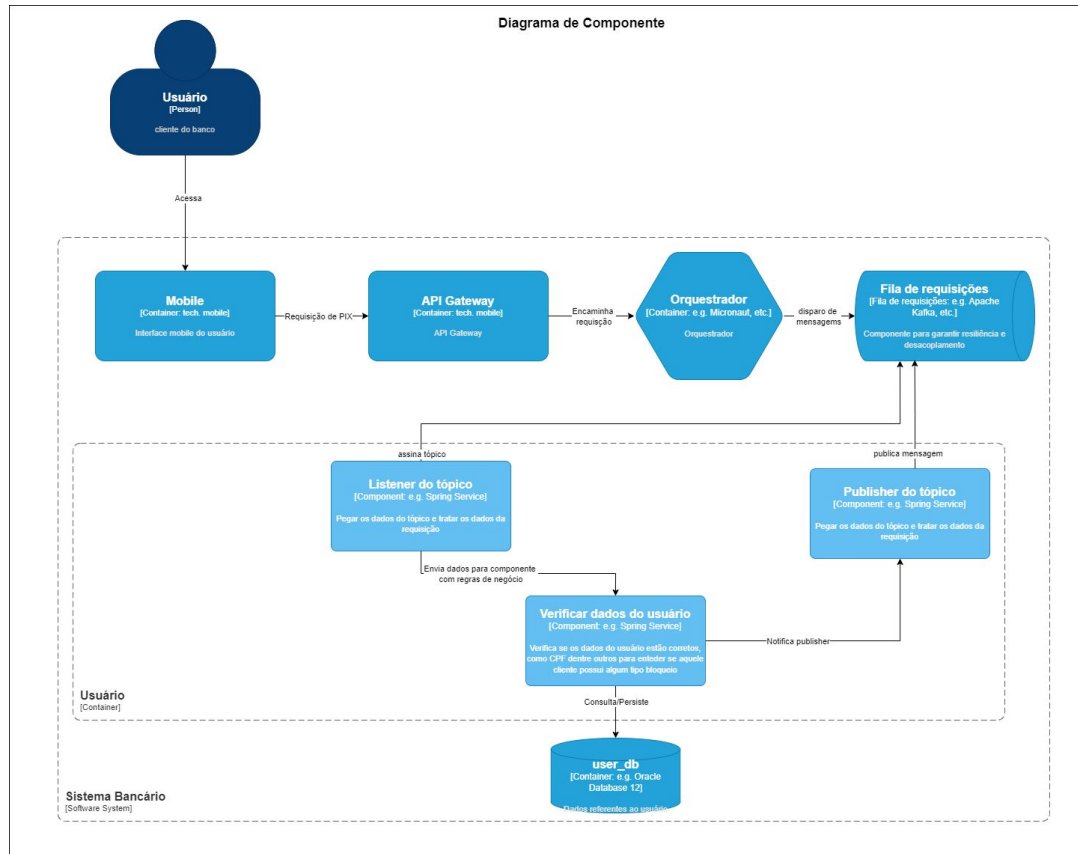 Diagrama de Componente
Usuário
[Person]
cliente do banco
Acessa
Mobile
[Container: tech. mobile]
Interface mobile do usuário
Requisição de PIX
API Gateway
[Container: tech. mobile]
API Gateway
Encaminha
requisção
Orquestrador
[Container: e.g. Micronaut, etc.]
Orquestrador
disparo de
mensagems
Fila de requisições
[Fila de requisições: e.g. Apache
Kafka, etc.]
Componente para garantir resiliência e
desacoplamento
assina tópico
publica mensagem
Listener do tópico
[Component: e.g. Spring Service]
Pegar os dados do tópico e tratar os dados da
requisição
Publisher do tópico
[Component: e.g. Spring Service]
Pegar os dados do tópico e tratar os dados da
requisição
Envia dados para componente
com regras de negócio
Verificar dados do usuário
[Component: e.g. Spring Service]
Verifica se os dados do usuário estão corretos,
como CPF dentre outros para enteder se aquele
cliente possui algum tipo bloqueio
Notifica publisher
Usuário
[Container]
Consulta/Persiste
user_db
[Container: e.g. Oracle
Database 12]
Dados referentes ao usuário
Sistema Bancário
[Software System]